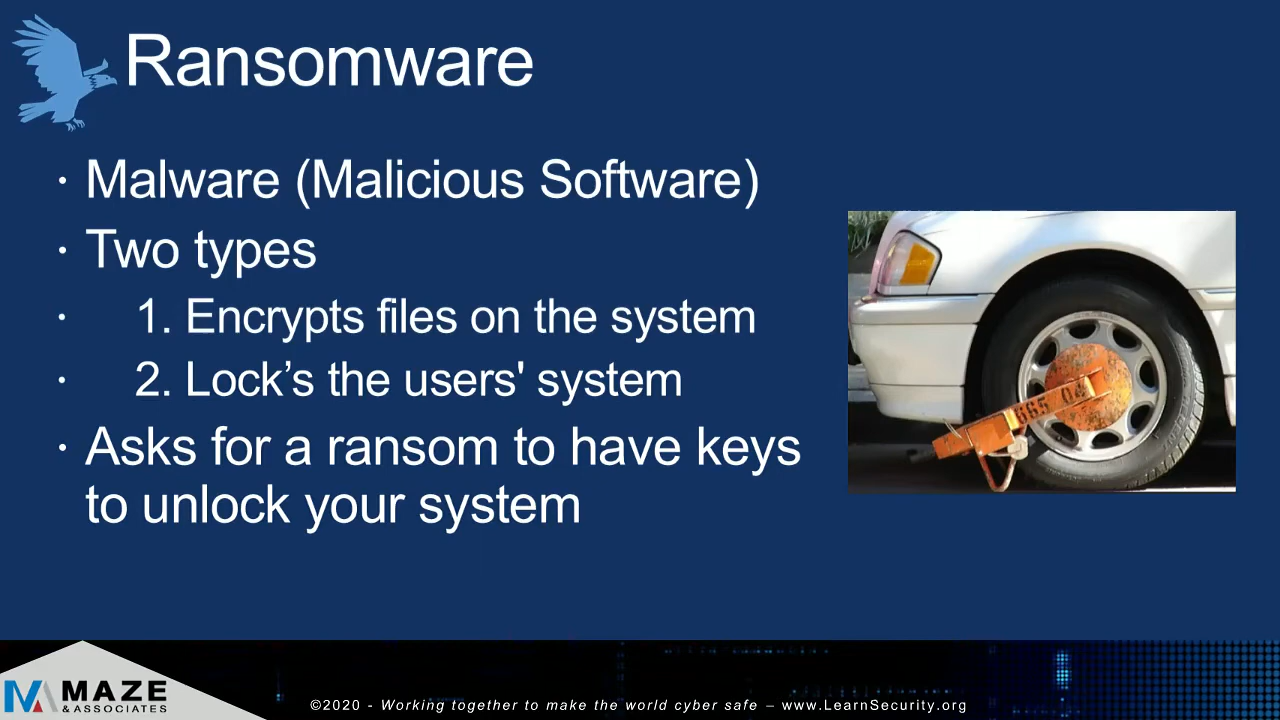 Ransomware
• Malware (Malicious Software)
• Two types
• 1. Encrypts files on the system
• 2. Lock’s the users' system
• Asks for a ransom to have keys
to unlock your system
665 04
MAZE
& ASSOCIATES
©2020 - Working together to make the world cyber safe – www.LearnSecurity.org